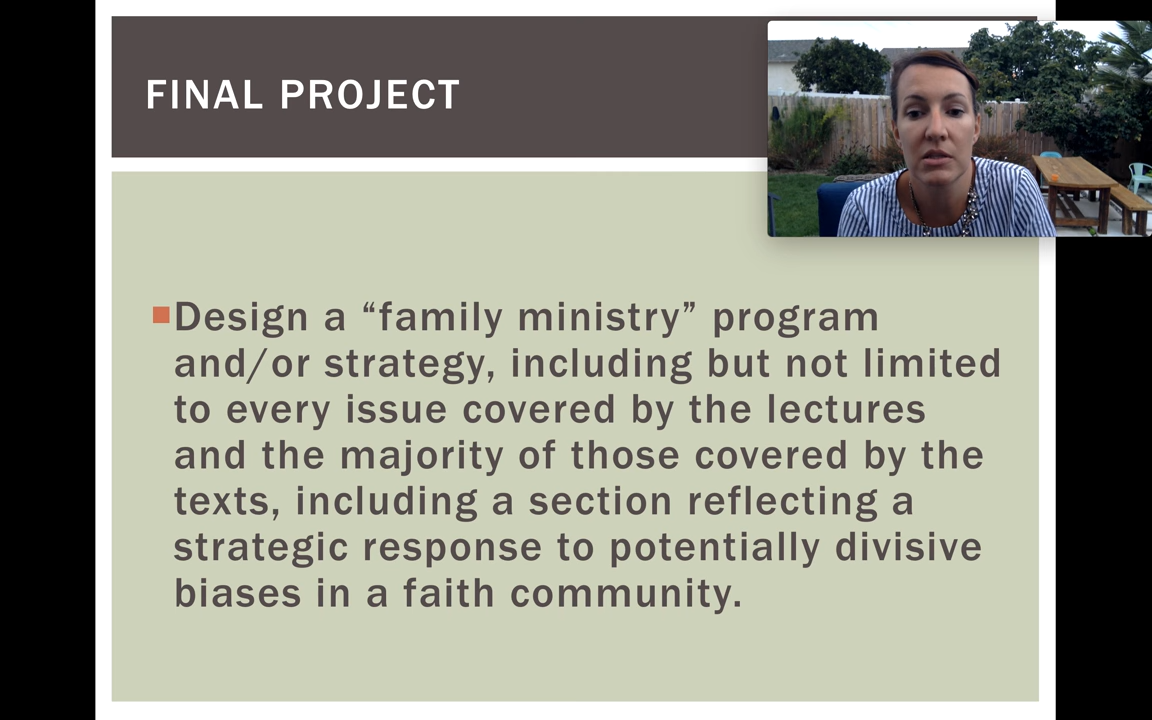 FINAL PROJECT
Design a “family ministry” program
and/or strategy, including but not limited
to every issue covered by the lectures
and the majority of those covered by the
texts, including a section reflecting a
strategic response to potentially divisive
biases in a faith community.